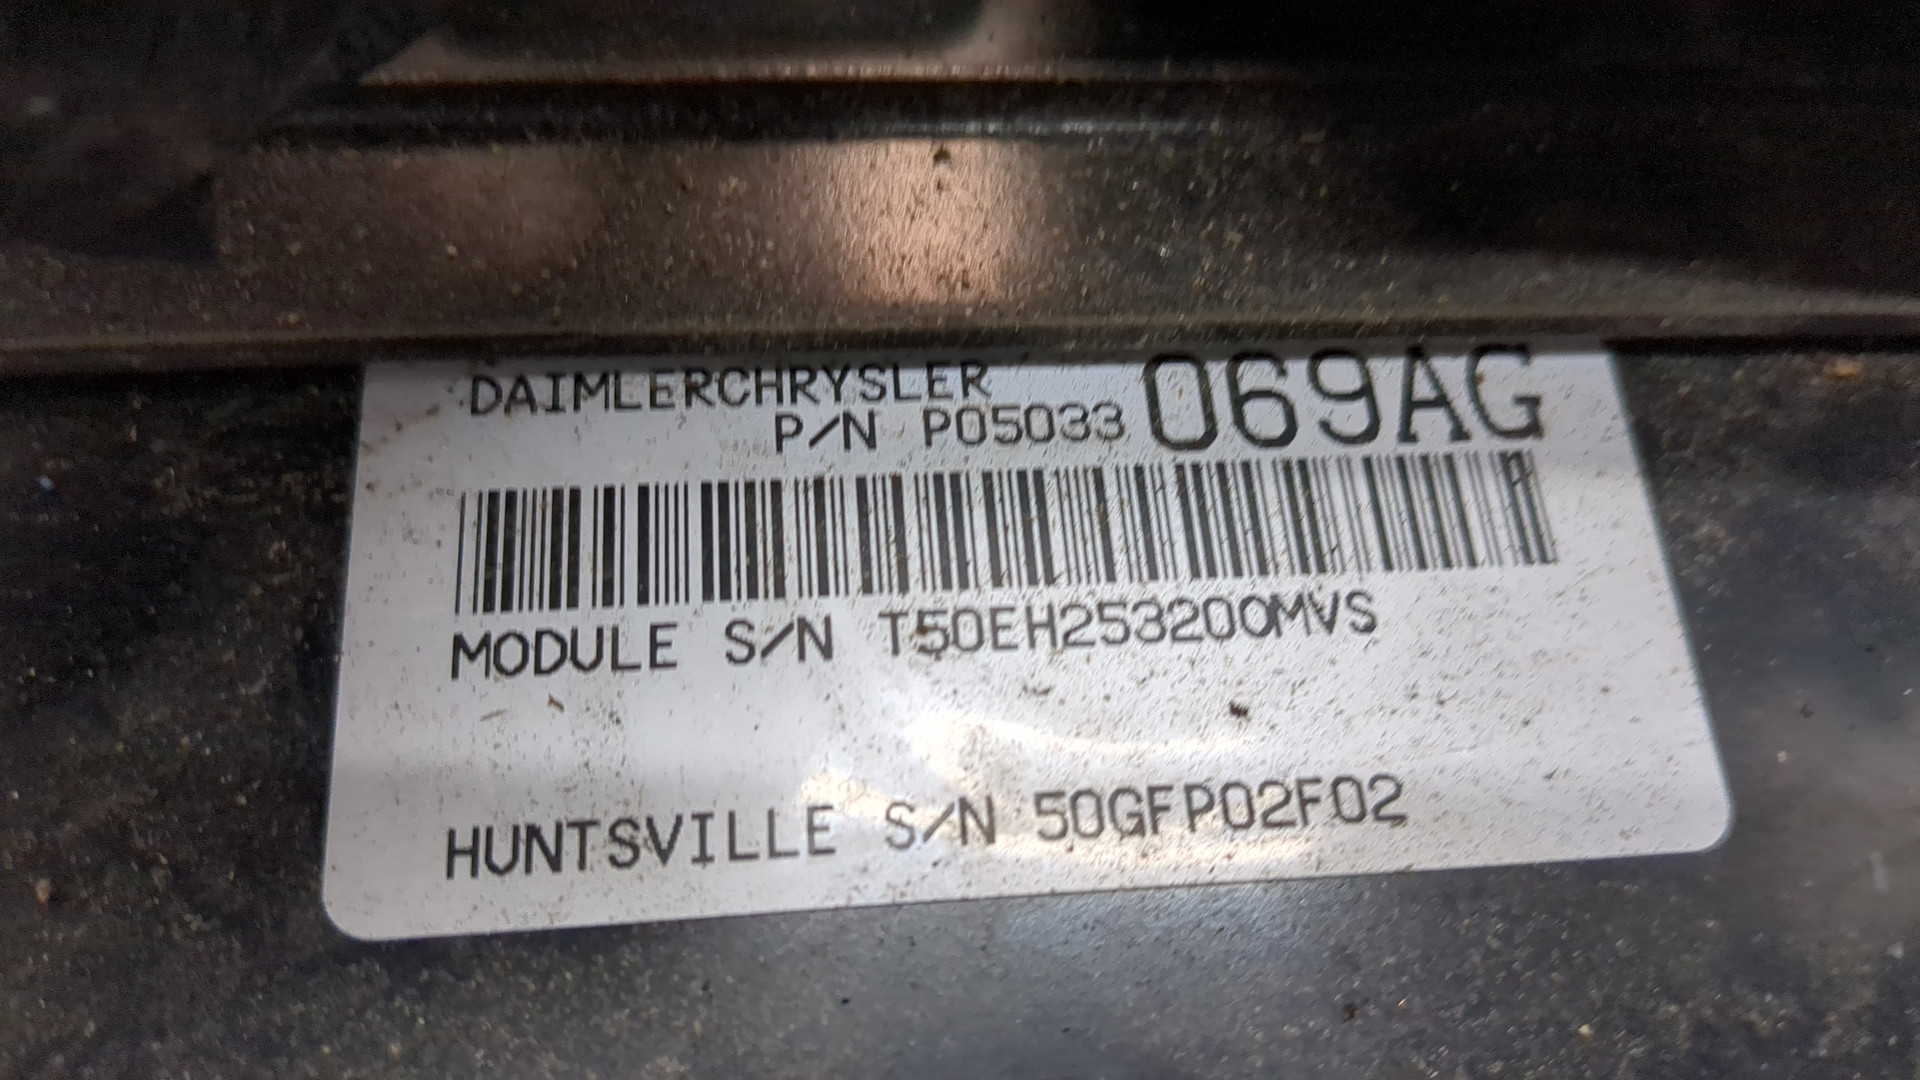 DAIMLERCHRYSLER
P/N P05033 069AG
MODULE S/N T50EH253200MVS
HUNTSVILLE S/N 50GFP02F02